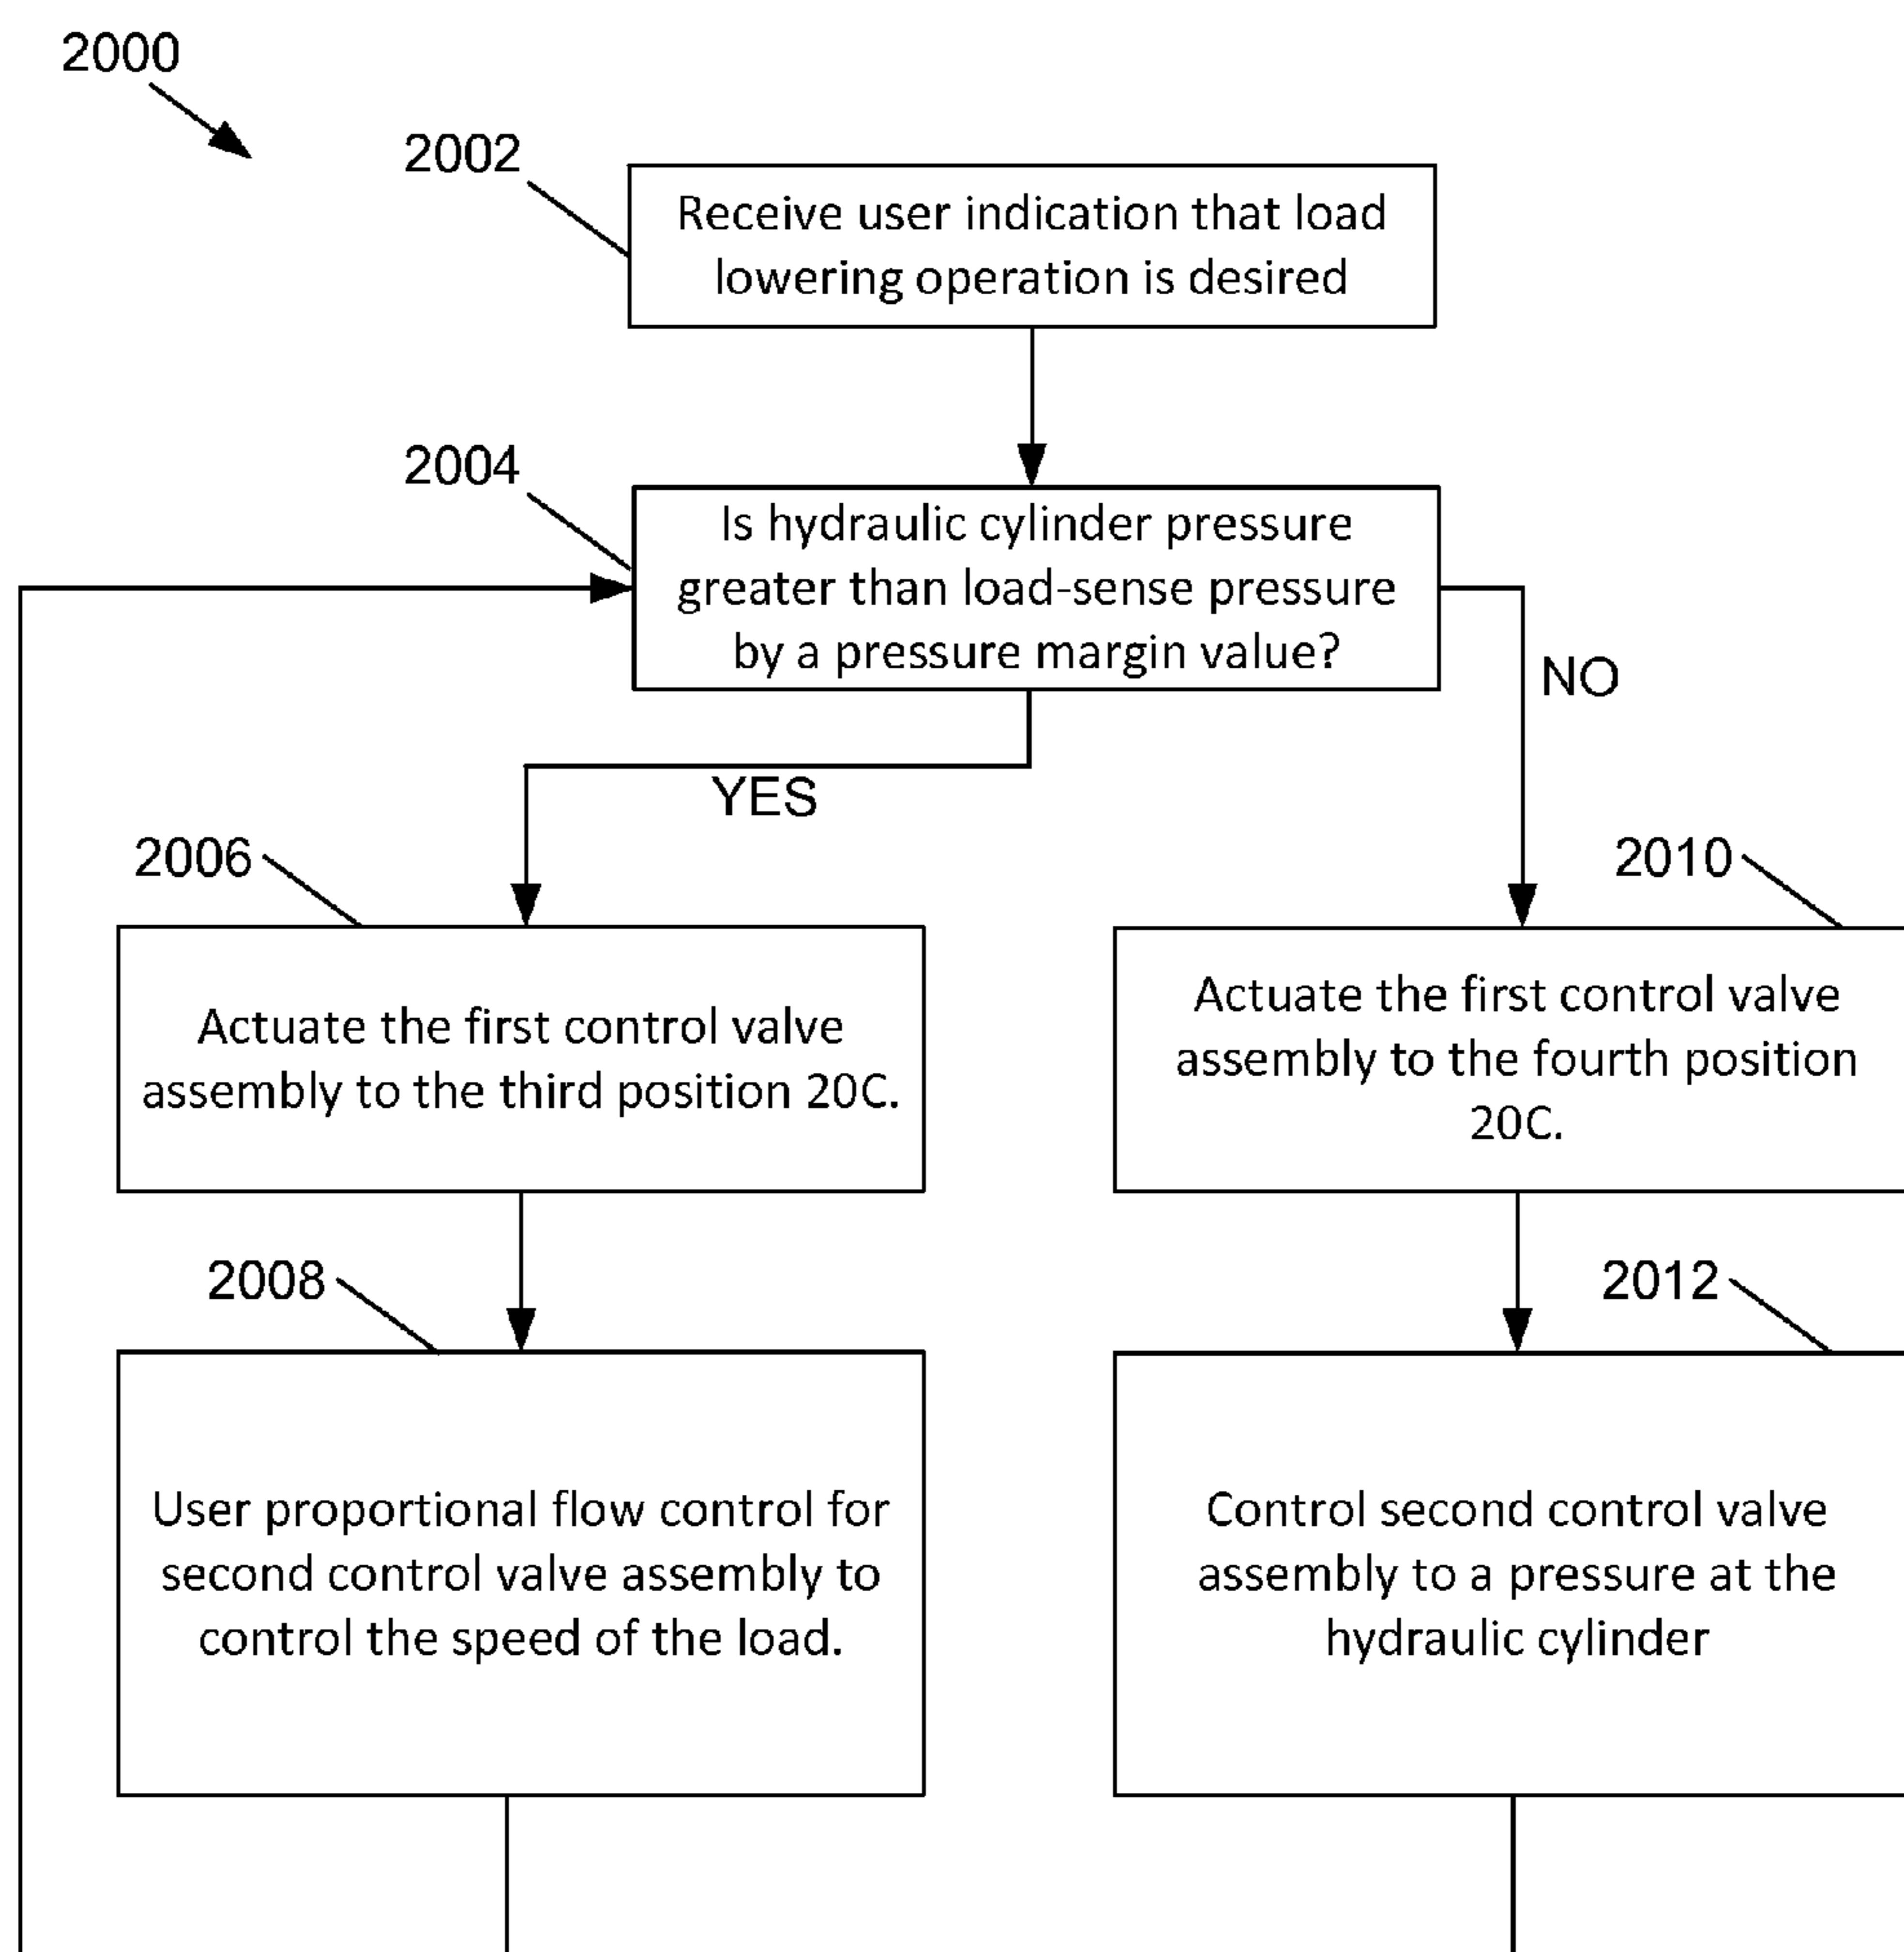 2000
2002
Receive user indication that load
lowering operation is desired
2004
Is hydraulic cylinder pressure
greater than load-sense pressure
by a pressure margin value?
NO
YES
2006
2010
Actuate the first control valve
assembly to the third position 20C.
Actuate the first control valve
assembly to the fourth position
20C.
2008
2012
User proportional flow control for
second control valve assembly to
control the speed of the load.
Control second control valve
assembly to a pressure at the
hydraulic cylinder